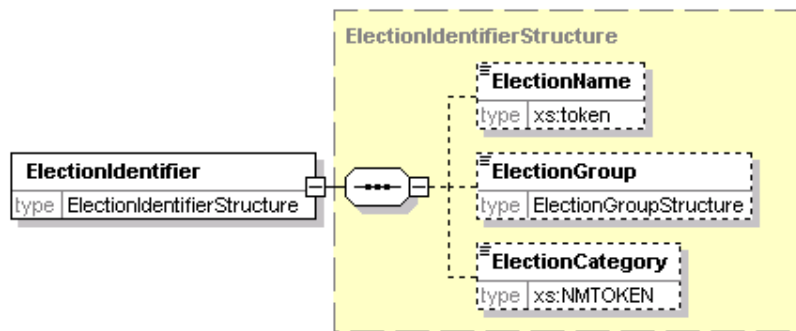 ElectionIdentifierStructure
ElectionName
type xs:token
ElectionIdentifier
type ElectionIdentifierStructure
ElectionGroup
type ElectionGroupStructure
ElectionCategory
type xs:NMTOKEN